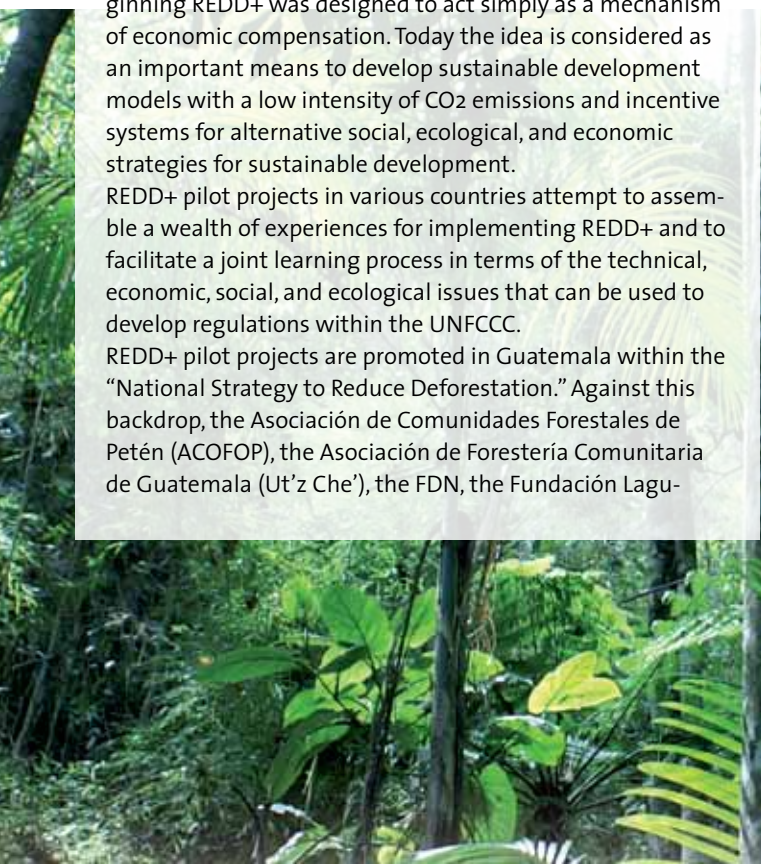 ginning REDD+ was designed to act simply as a mechanism
of economic compensation. Today the idea is considered as
an important means to develop sustainable development
models with a low intensity of CO2 emissions and incentive
systems for alternative social, ecological, and economic
strategies for sustainable development.
REDD+ pilot projects in various countries attempt to assem-
ble a wealth of experiences for implementing REDD+ and to
facilitate a joint learning process in terms of the technical,
economic, social, and ecological issues that can be used to
develop regulations within the UNFCCC.
REDD+ pilot projects are promoted in Guatemala within the
“National Strategy to Reduce Deforestation.” Against this
backdrop, the Asociación de Comunidades Forestales de
Petén (ACOFOP), the Asociación de Forestería Comunitaria
de Guatemala (Ut’z Che’), the FDN, the Fundación Lagu-